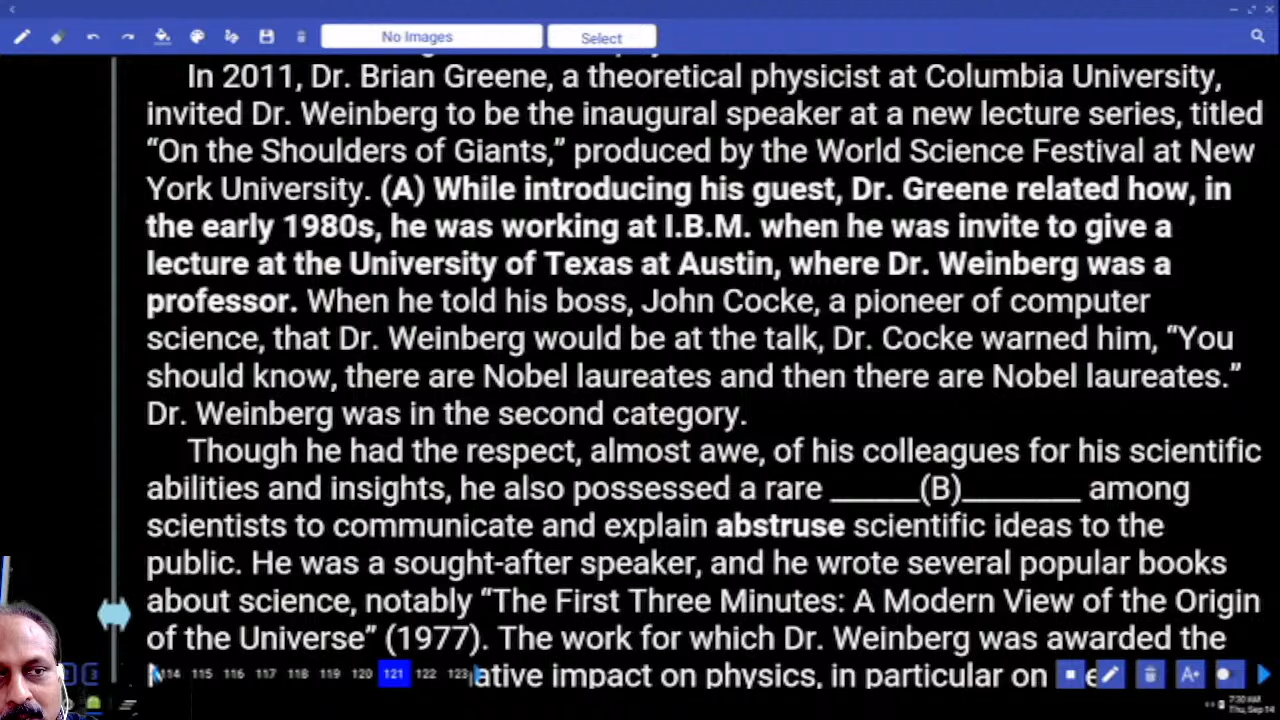 No Images
Select
In 2011, Dr. Brian Greene, a theoretical physicist at Columbia University,
invited Dr. Weinberg to be the inaugural speaker at a new lecture series, titled
“On the Shoulders of Giants,” produced by the World Science Festival at New
York University. (A) While introducing his guest, Dr. Greene related how, in
the early 1980s, he was working at I.B.M. when he was invite to give a
lecture at the University of Texas at Austin, where Dr. Weinberg was a
professor. When he told his boss, John Cocke, a pioneer of computer
science, that Dr. Weinberg would be at the talk, Dr. Cocke warned him, “You
should know, there are Nobel laureates and then there are Nobel laureates.”
Dr. Weinberg was in the second category.
Though he had the respect, almost awe, of his colleagues for his scientific
abilities and insights, he also possessed a rare ______(B)________ among
scientists to communicate and explain abstruse scientific ideas to the
public. He was a sought-after speaker, and he wrote several popular books
about science, notably “The First Three Minutes: A Modern View of the Origin
of the Universe” (1977). The work for which Dr. Weinberg was awarded the
114 115 116 117 118 119 120 121 122 123 ative impact on physics, in particular on A+
7:30 AM
Thu, Sep 14